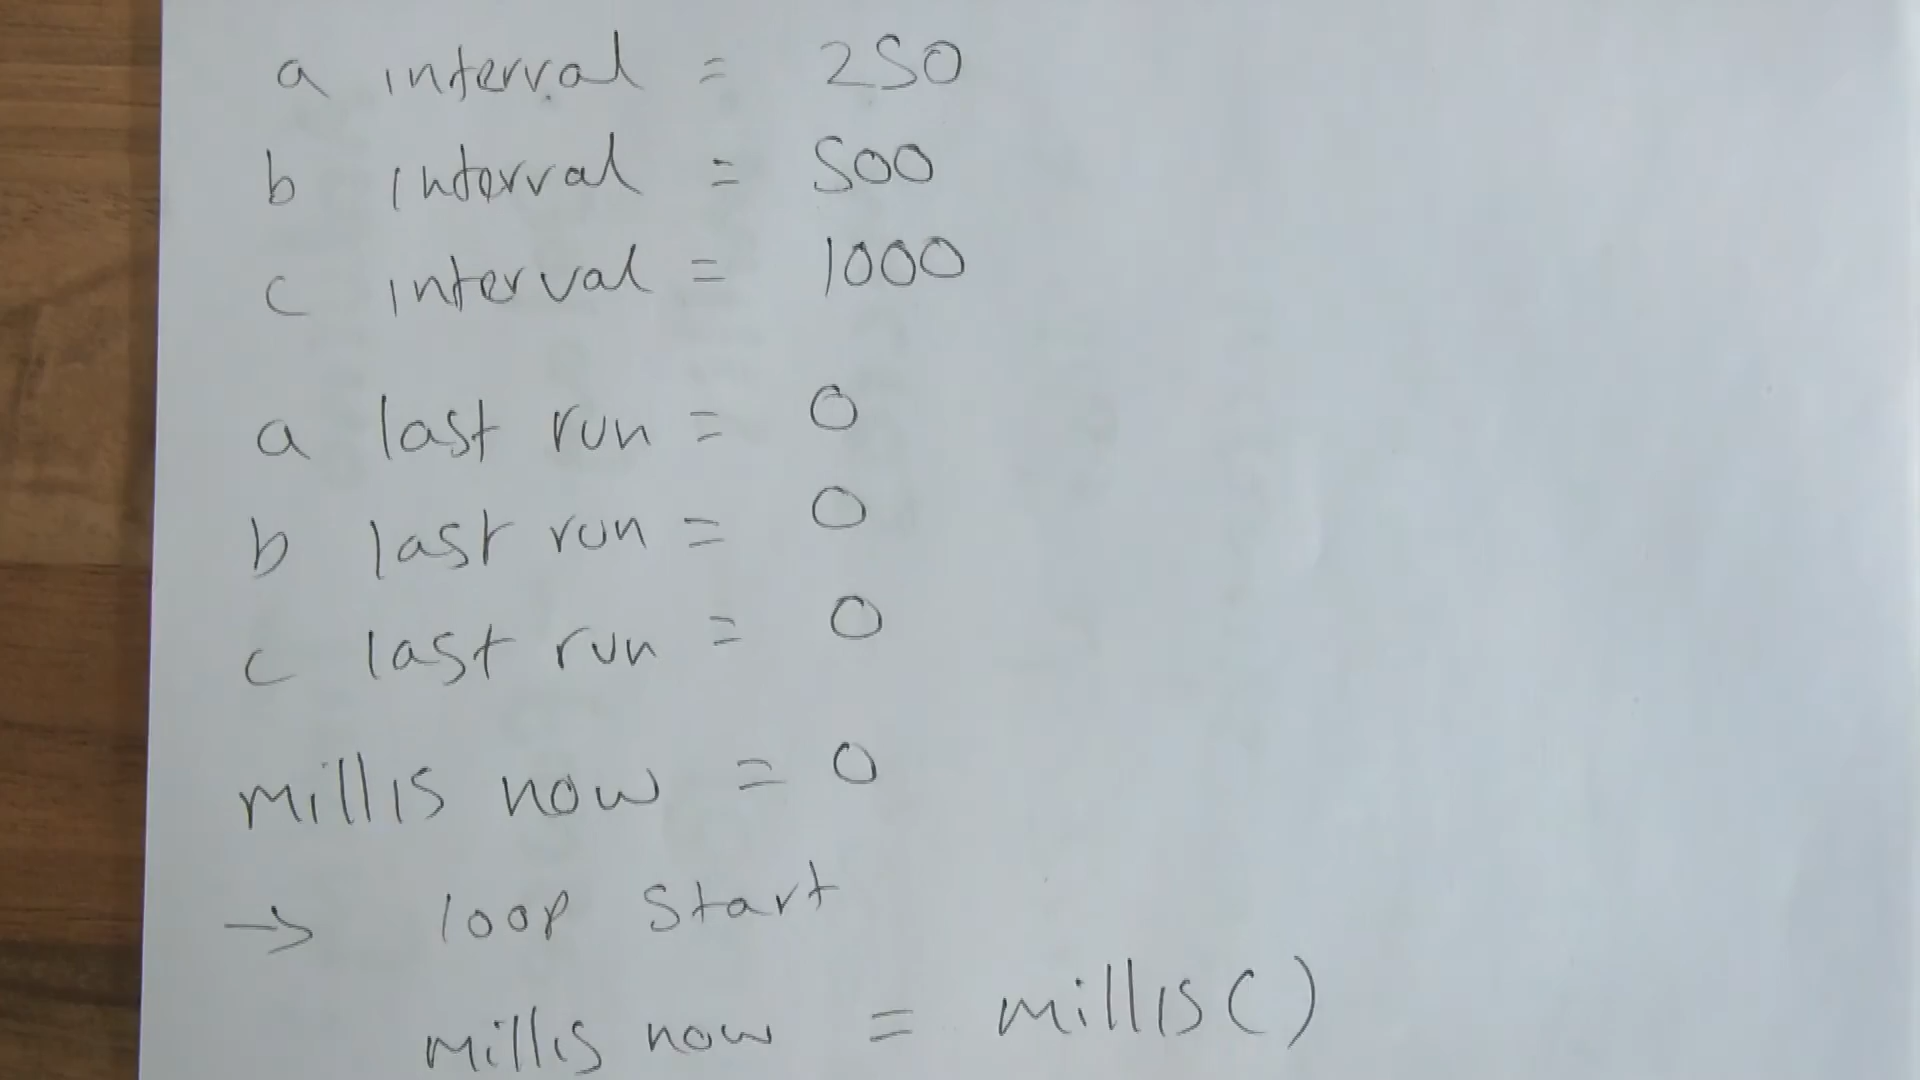 a interval = 250
b interval = 500
c interval = 1000
a last run = 0
b last run = 0
c last run = 0
millis now = 0
→ loop start
millis now = millis()